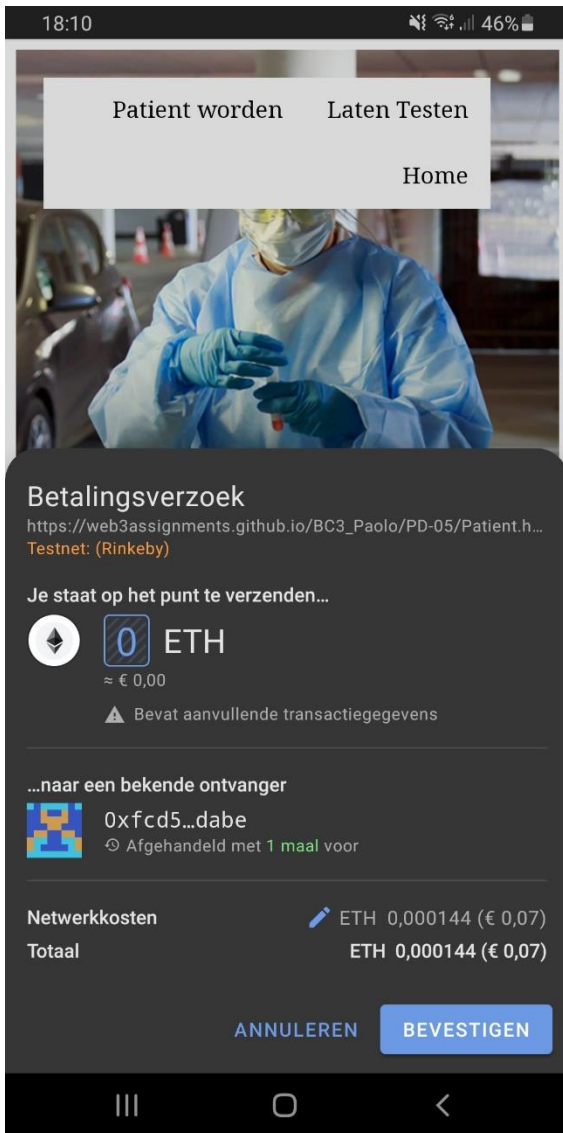 18:10 46%
Patient worden Laten Testen
Home
Betalingsverzoek
https://web3assignments.github.io/BC3_Paolo/PD-05/Patient.h...
Testnet: (Rinkeby)
Je staat op het punt te verzenden...
0 ETH
≈ € 0,00
Bevat aanvullende transactiegegevens
...naar een bekende ontvanger
0xfcd5...dabe
Afgehandeld met 1 maal voor
Netwerkkosten ETH 0,000144 (€ 0,07)
Totaal ETH 0,000144 (€ 0,07)
ANNULEREN BEVESTIGEN